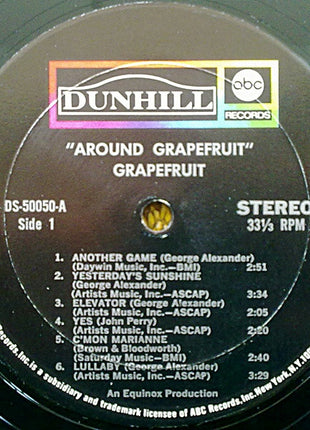 DUNHILL
abc
RECORDS
"AROUND GRAPEFRUIT"
GRAPEFRUIT
DS-50050-A
Side 1
STEREO
33⅓ RPM
1. ANOTHER GAME (George Alexander)
(Daywin Music, Inc.—BMI) 2:51
2. YESTERDAY'S SUNSHINE
(George Alexander)
(Artists Music, Inc.—ASCAP) 3:34
3. ELEVATOR (George Alexander)
(Artists Music, Inc.—ASCAP) 2:05
4. YES (John Perry)
(Artists Music, Inc.—ASCAP) 2:20
5. C'MON MARIANNE
(Brown & Bloodworth)
(Saturday Music—BMI) 2:40
6. LULLABY (George Alexander)
(Artists Music, Inc.—ASCAP) 3:29
An Equinox Production
Records, Inc. is a subsidiary and trademark licensee of ABC Records, Inc. New York, N.Y.